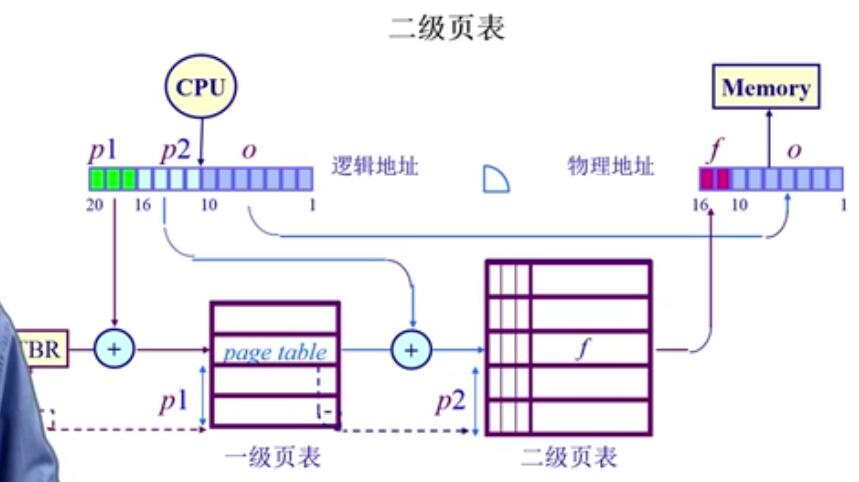 二级页表
CPU
Memory
p1 p2 o
逻辑地址
物理地址
f o
20 16 10 1
16 10 1
TBR
+
page table
+
f
p1
p2
一级页表
二级页表